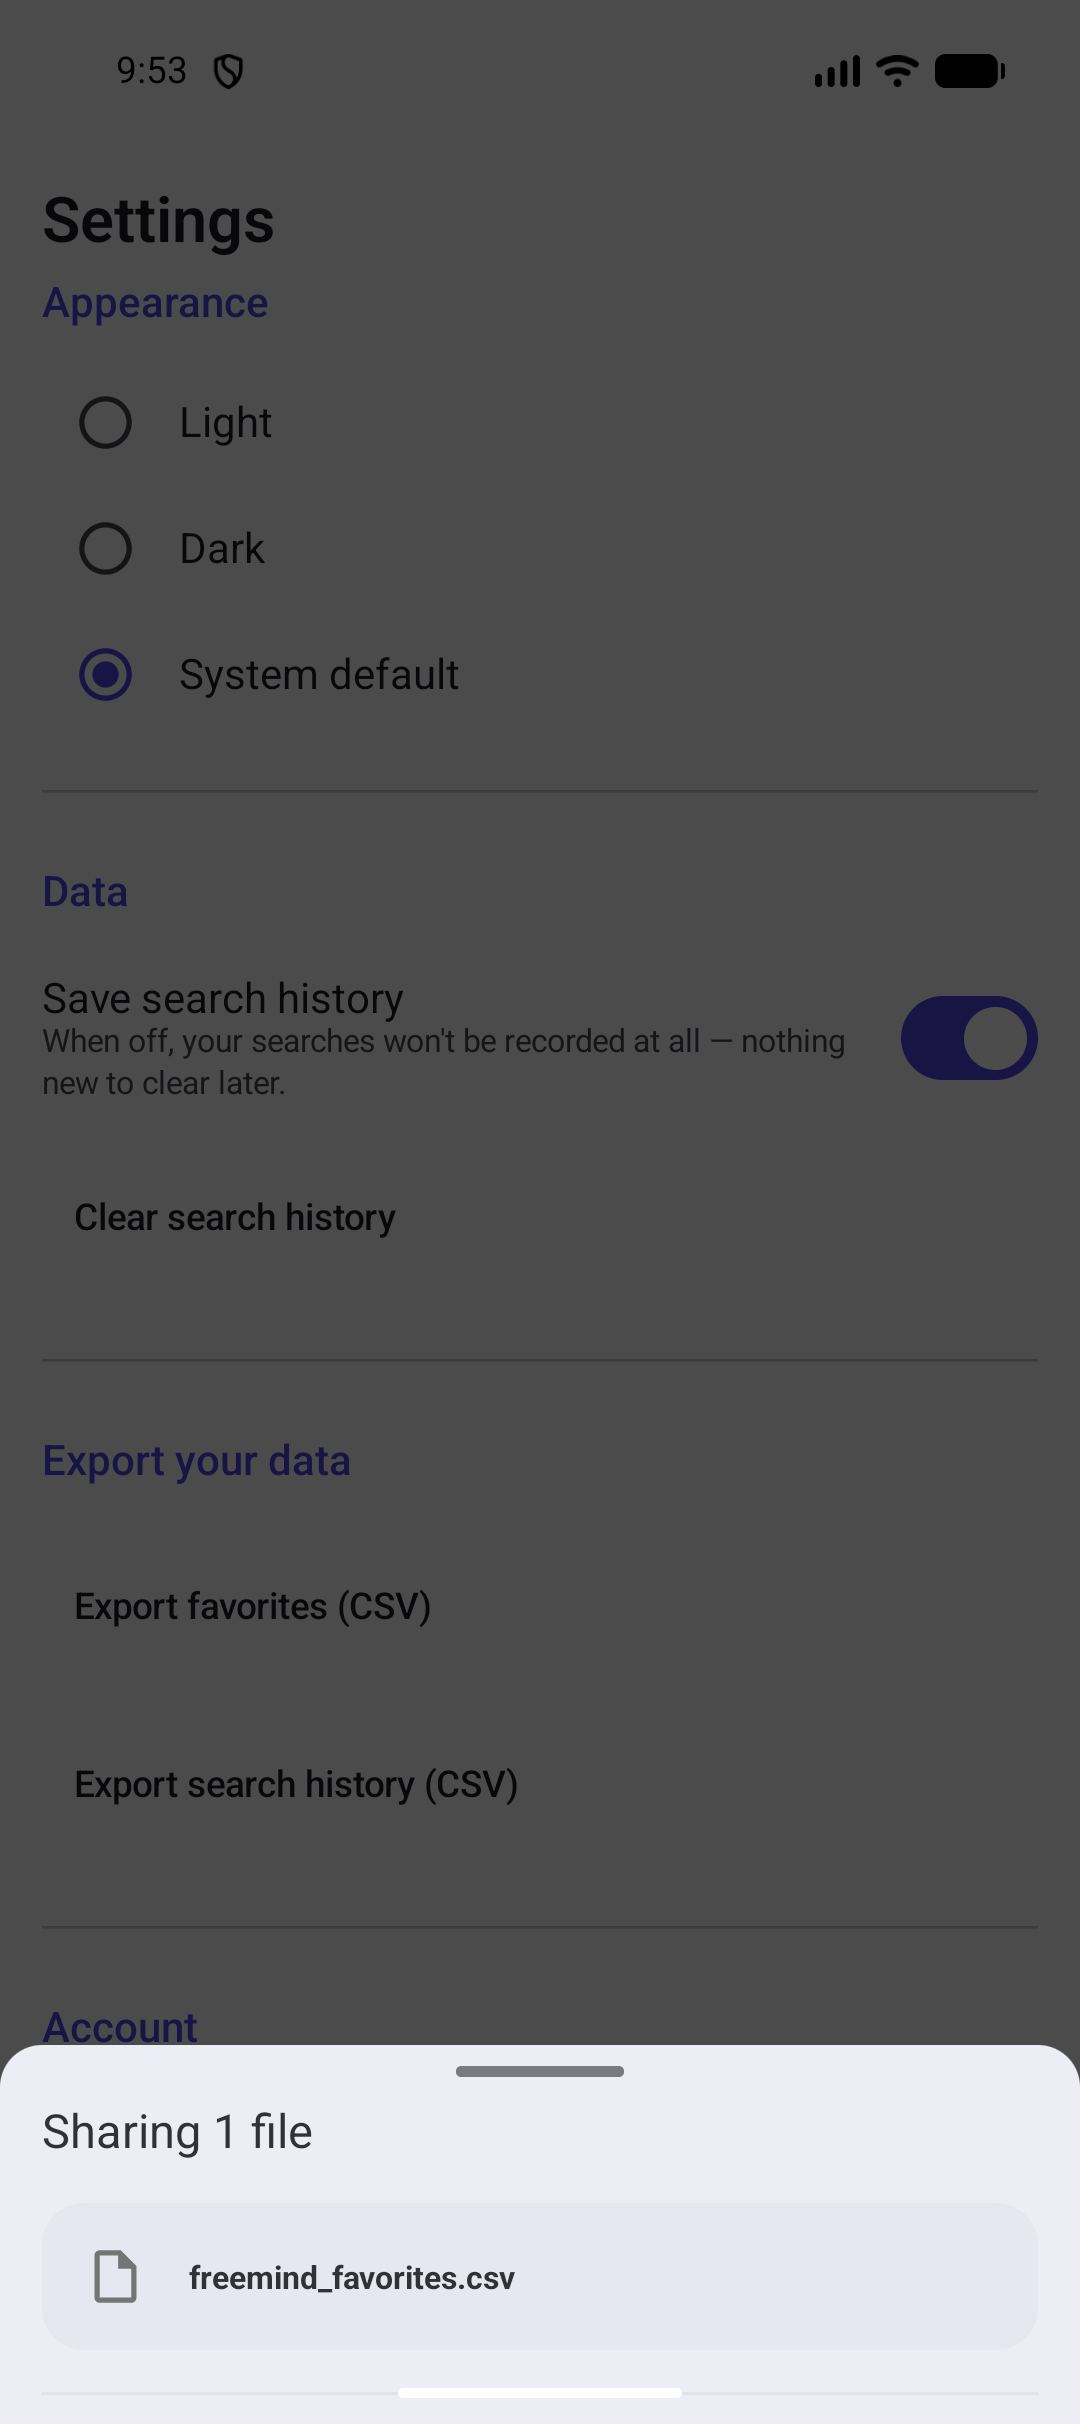 9:53
Settings
Appearance
Light
Dark
System default
Data
Save search history
When off, your searches won't be recorded at all — nothing
new to clear later.
Clear search history
Export your data
Export favorites (CSV)
Export search history (CSV)
Account
Sharing 1 file
freemind_favorites.csv